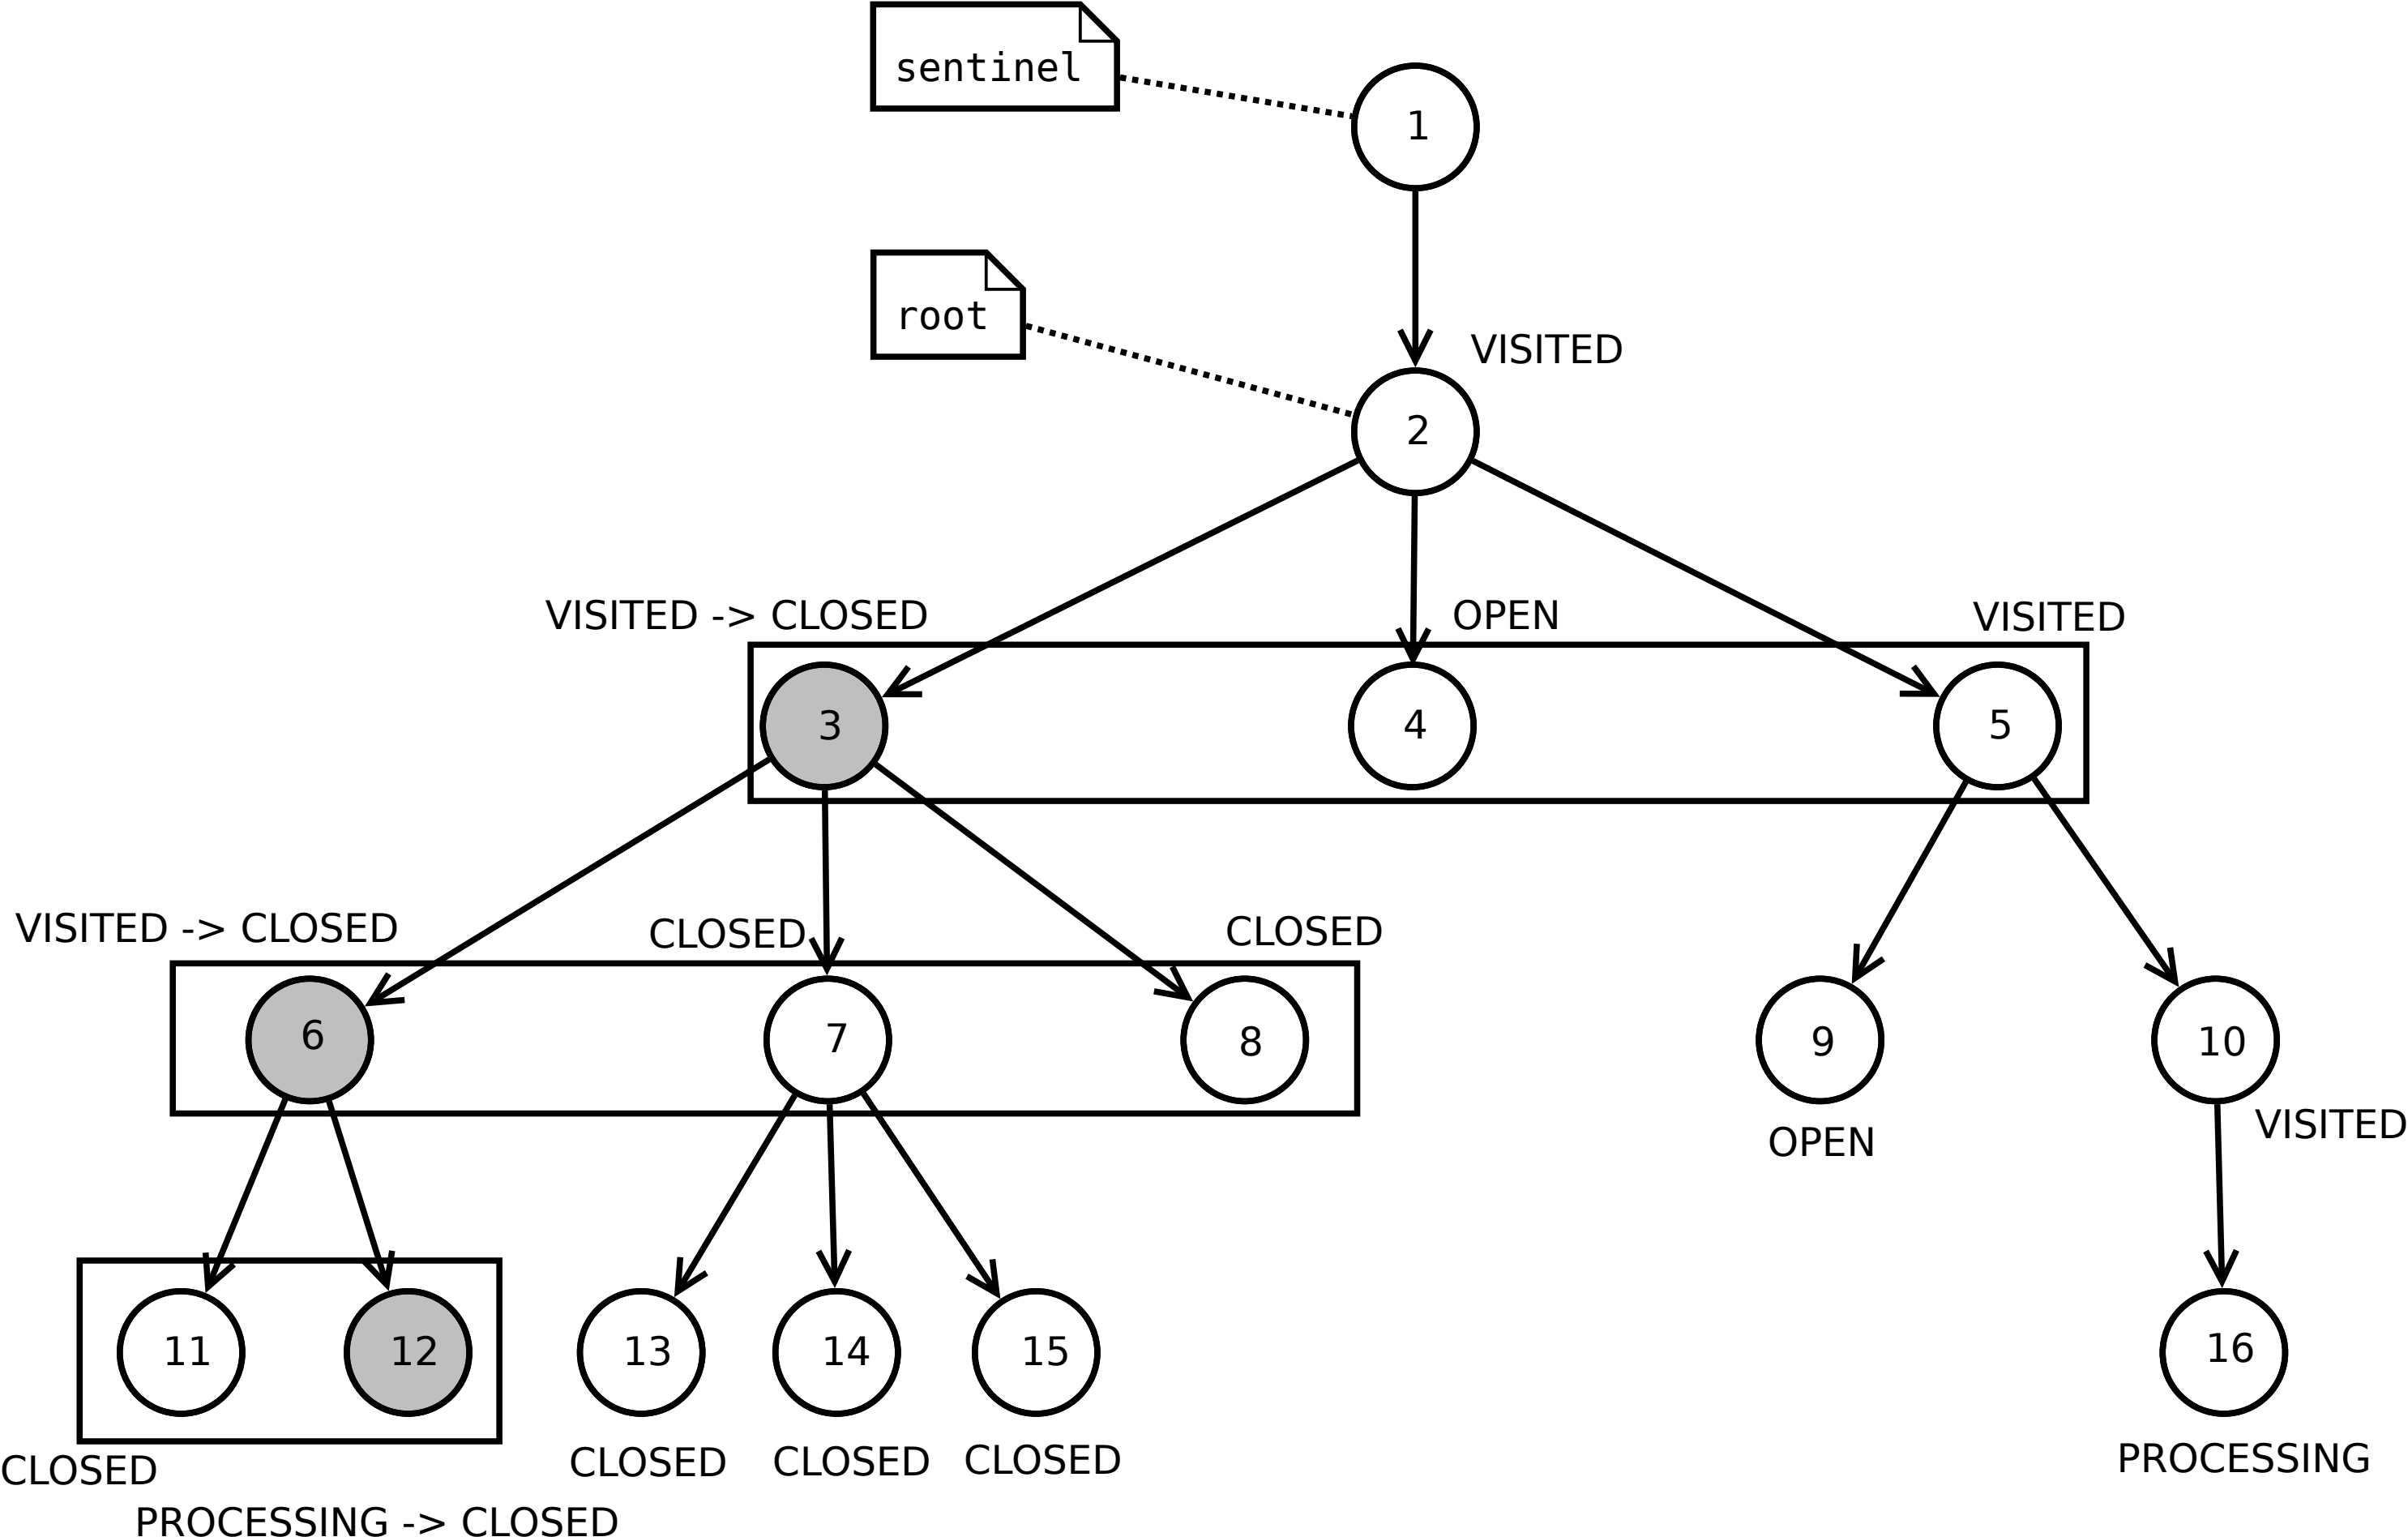 sentinel
1
root
VISITED
2
VISITED -> CLOSED
OPEN
VISITED
3
4
5
VISITED -> CLOSED
CLOSED
CLOSED
6
7
8
9
10
OPEN
VISITED
11
12
13
14
15
16
CLOSED
CLOSED
CLOSED
CLOSED
PROCESSING
PROCESSING -> CLOSED